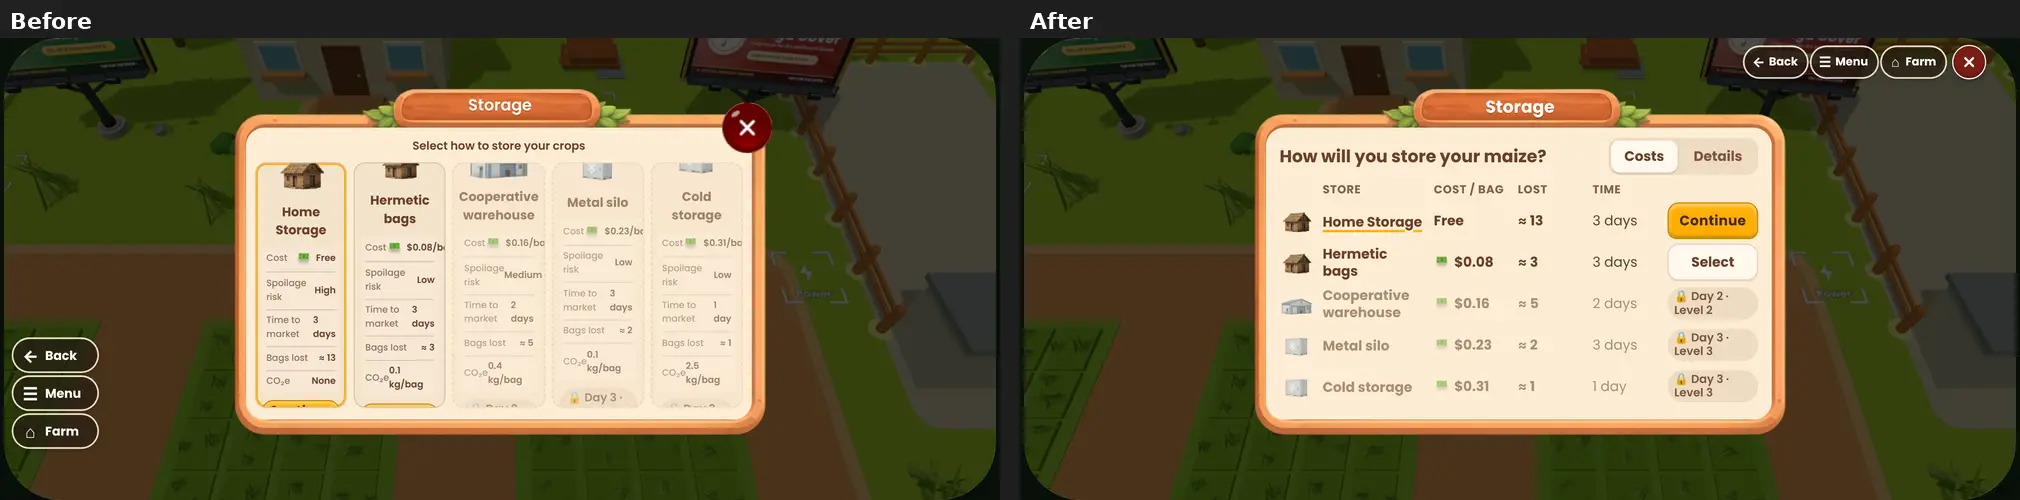 Before
Storage
Select how to store your crops
Home
Storage
Cost Free
Spoilage
risk
High
Time to
market
3
days
Bags lost ≈ 13
CO₂e None
Hermetic
bags
Cost $0.08/b
Spoilage
risk
Low
Time to
market
3
days
Bags lost ≈ 3
CO₂e
0.1
kg/bag
Cooperative
warehouse
Cost $0.16/ba
Spoilage
risk
Medium
Time to
market
2
days
Bags lost ≈ 5
CO₂e
0.4
kg/bag
Metal silo
Cost $0.23/ba
Spoilage
risk
Low
Time to
market
3
days
Bags lost ≈ 2
CO₂e
0.1
kg/bag
Day 3 ·
Cold
storage
Cost $0.31/ba
Spoilage
risk
Low
Time to
market
1
day
Bags lost ≈ 1
CO₂e
2.5
kg/bag
Back
Menu
Farm
After
Back
Menu
Farm
Storage
How will you store your maize?
Costs
Details
STORE COST / BAG LOST TIME
Home Storage Free ≈ 13 3 days Continue
Hermetic
bags
$0.08 ≈ 3 3 days Select
Cooperative
warehouse
$0.16 ≈ 5 2 days
Day 2 ·
Level 2
Metal silo $0.23 ≈ 2 3 days
Day 3 ·
Level 3
Cold storage $0.31 ≈ 1 1 day
Day 3 ·
Level 3